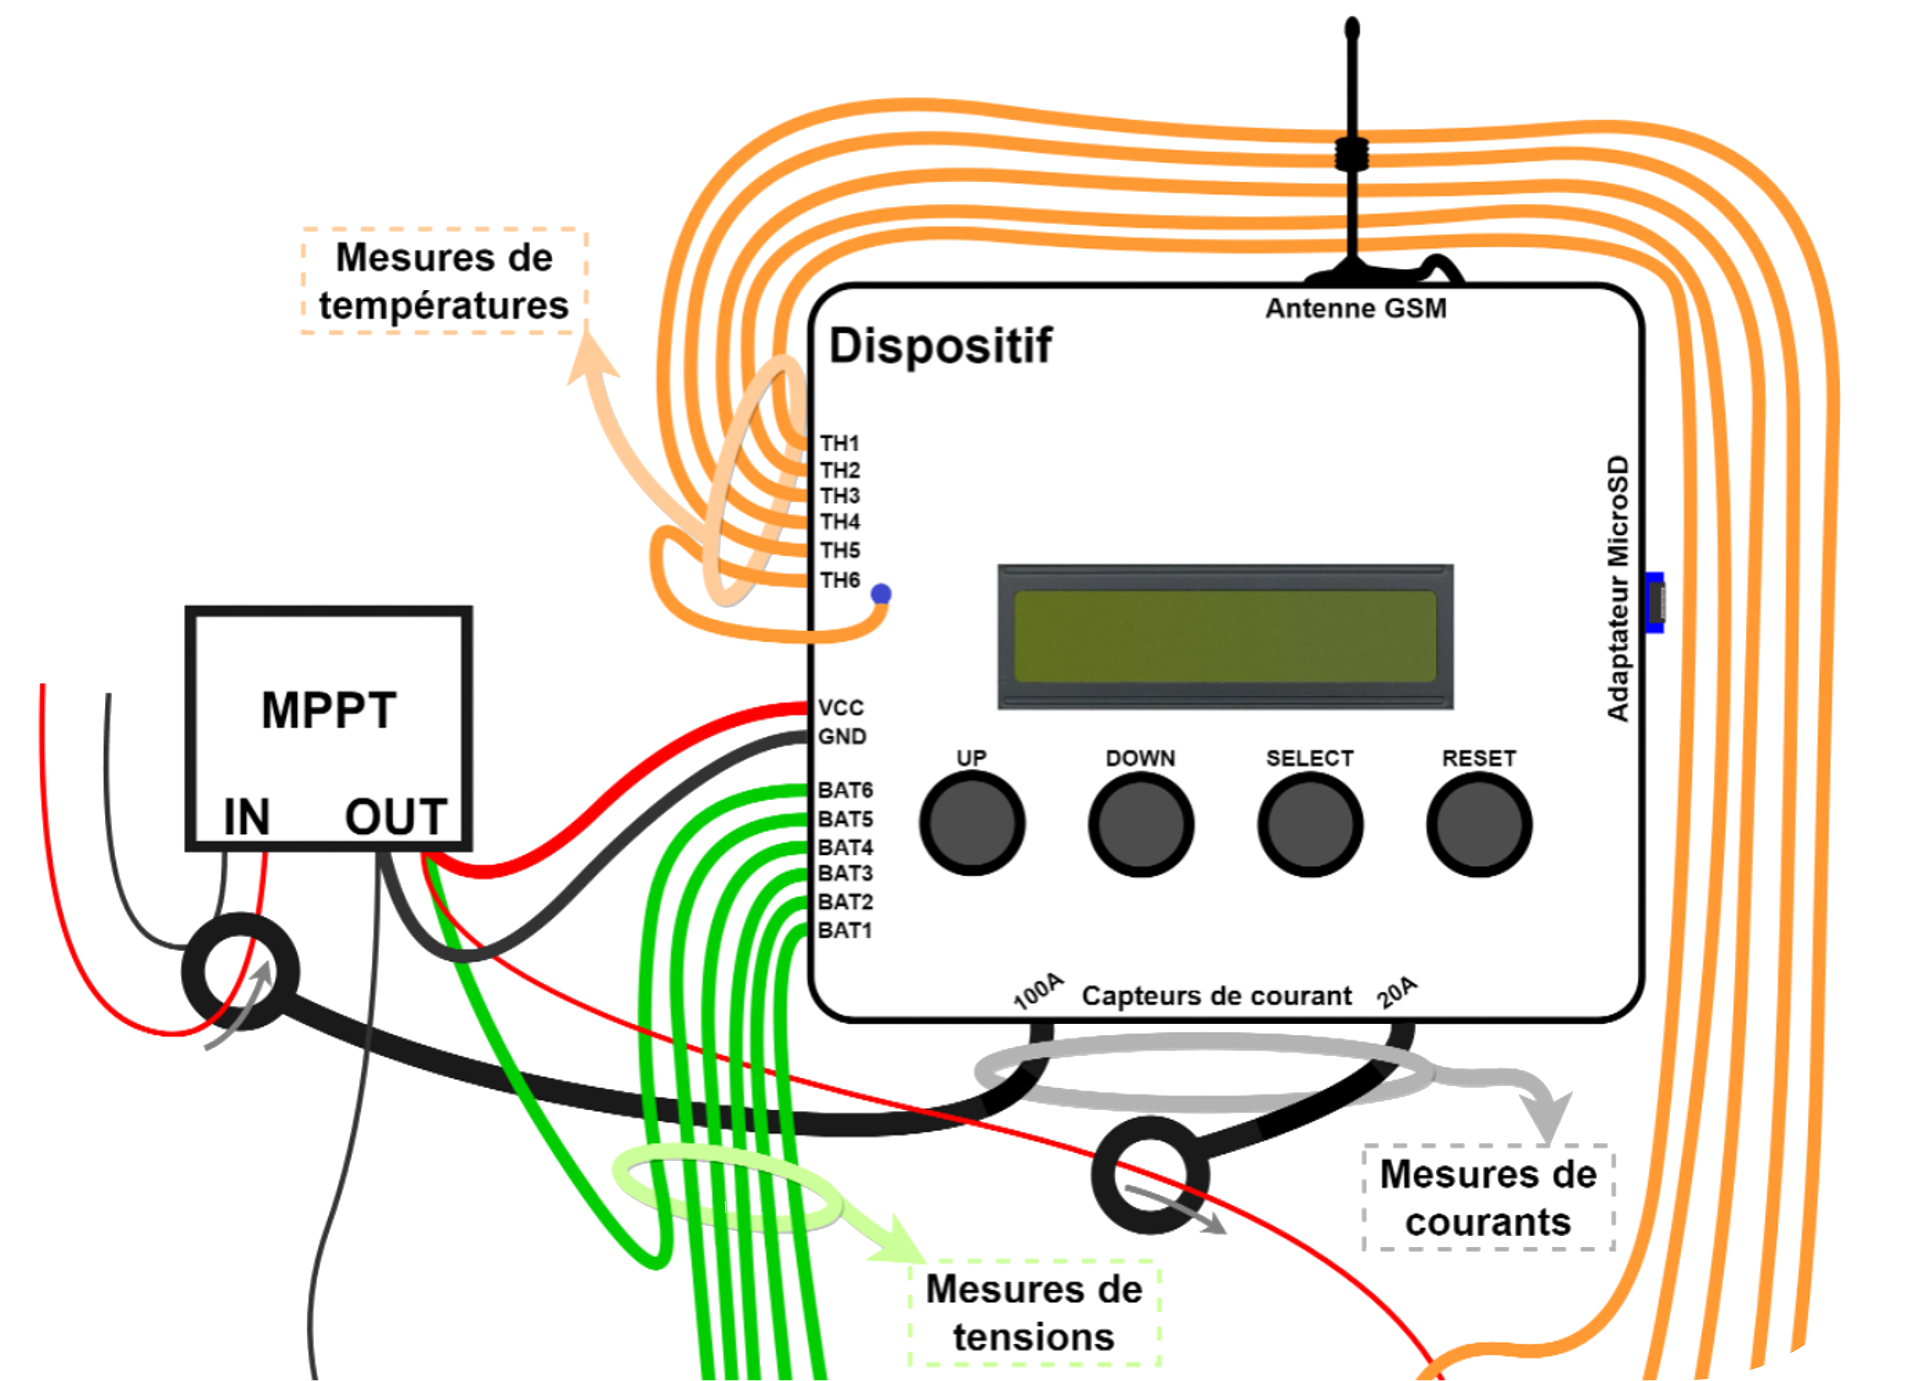 Antenne GSM
Dispositif
Mesures de
températures
TH1
TH2
TH3
TH4
TH5
TH6
Adaptateur MicroSD
MPPT
IN
OUT
VCC
GND
UP
DOWN
SELECT
RESET
BAT6
BAT5
BAT4
BAT3
BAT2
BAT1
100A
Capteurs de courant
20A
Mesures de
courants
Mesures de
tensions